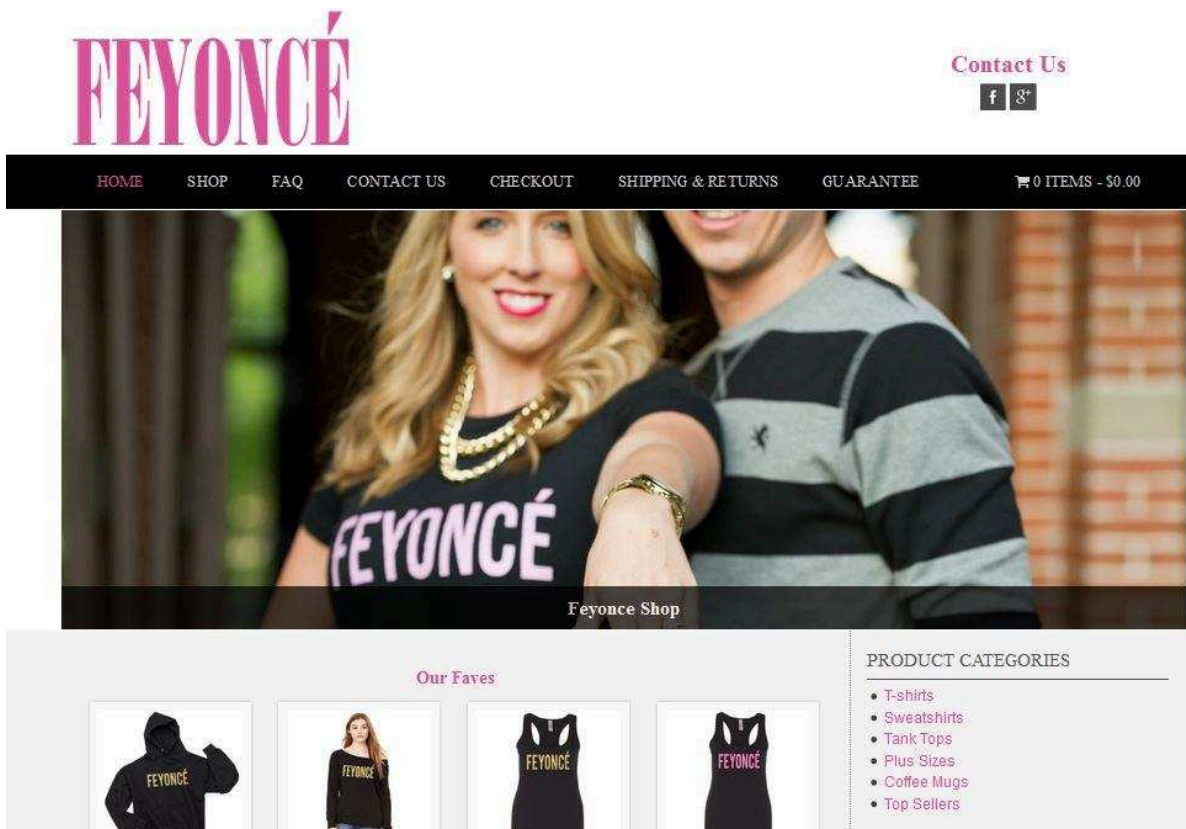 FEYONCÉ
Contact Us
f g+
HOME SHOP FAQ CONTACT US CHECKOUT SHIPPING & RETURNS GUARANTEE 0 ITEMS - $0.00
FEYONCÉ
Feyonce Shop
Our Faves
FEYONCÉ FEYONCÉ FEYONCÉ FEYONCÉ
PRODUCT CATEGORIES
• T-shirts
• Sweatshirts
• Tank Tops
• Plus Sizes
• Coffee Mugs
• Top Sellers